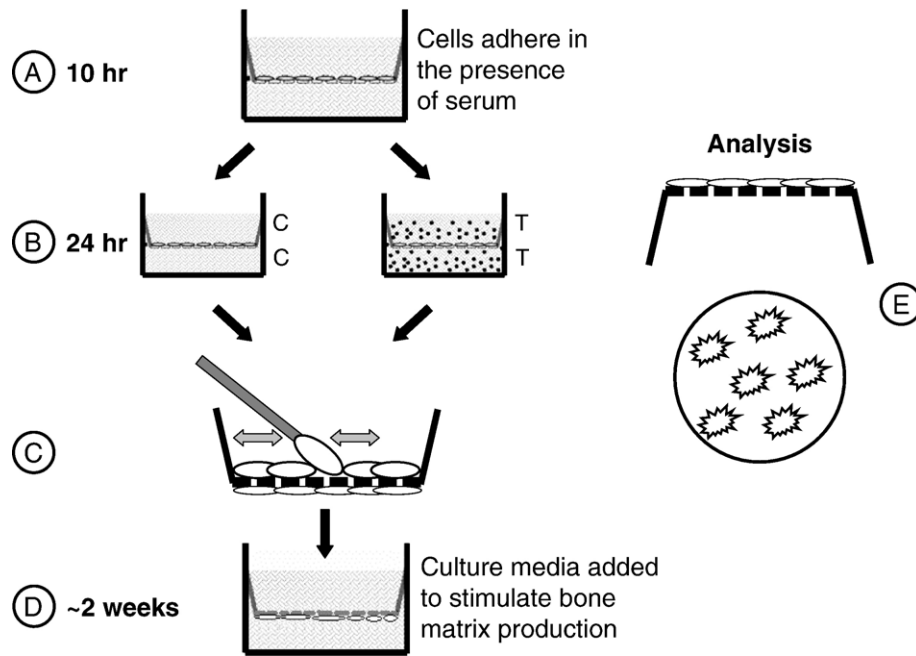 A 10 hr
Cells adhere in
the presence
of serum
Analysis
B 24 hr
C
C
T
T
E
C
D ~2 weeks
Culture media added
to stimulate bone
matrix production